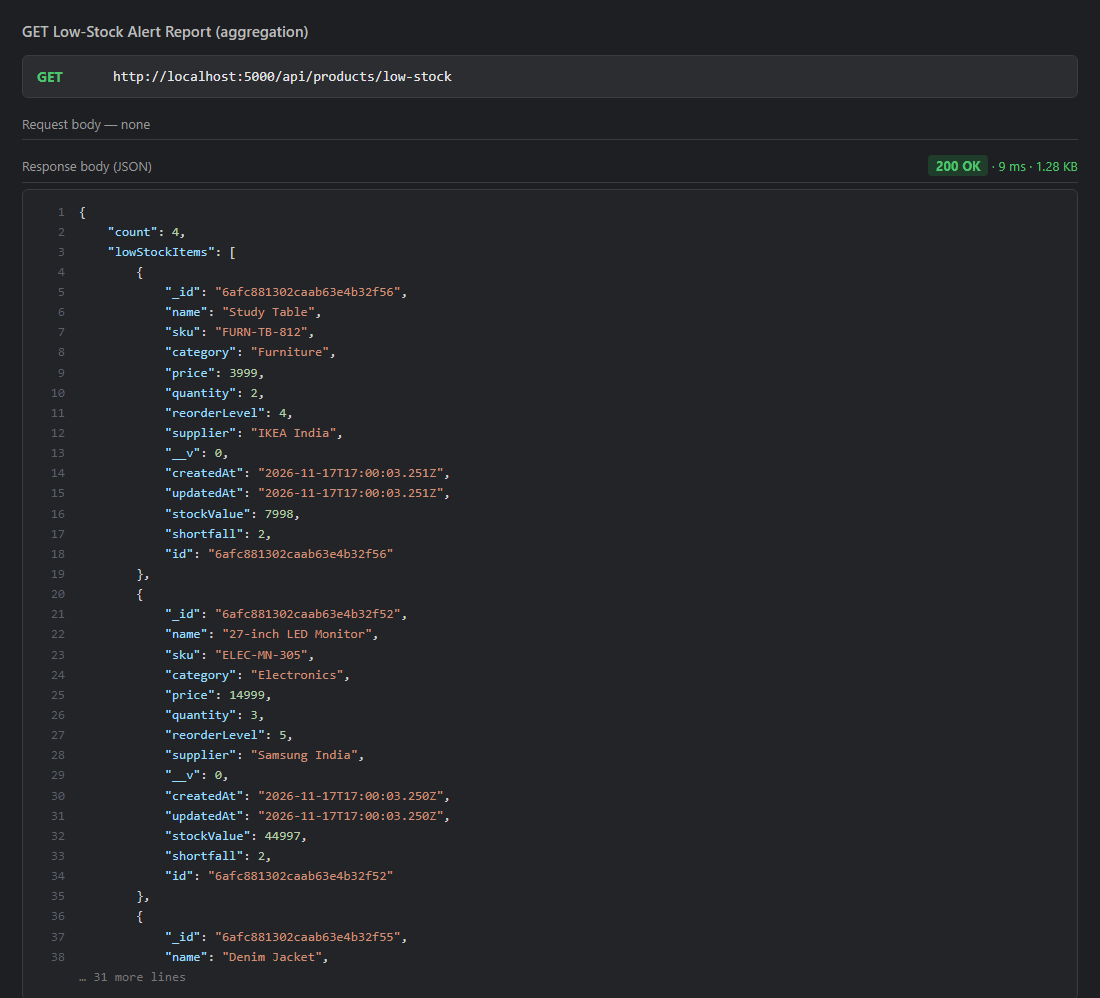 GET Low-Stock Alert Report (aggregation)
GET http://localhost:5000/api/products/low-stock
Request body — none
Response body (JSON) 200 OK · 9 ms · 1.28 KB
1 {
2 "count": 4,
3 "lowStockItems": [
4 {
5 "_id": "6afc881302caab63e4b32f56",
6 "name": "Study Table",
7 "sku": "FURN-TB-812",
8 "category": "Furniture",
9 "price": 3999,
10 "quantity": 2,
11 "reorderLevel": 4,
12 "supplier": "IKEA India",
13 "__v": 0,
14 "createdAt": "2026-11-17T17:00:03.251Z",
15 "updatedAt": "2026-11-17T17:00:03.251Z",
16 "stockValue": 7998,
17 "shortfall": 2,
18 "id": "6afc881302caab63e4b32f56"
19 },
20 {
21 "_id": "6afc881302caab63e4b32f52",
22 "name": "27-inch LED Monitor",
23 "sku": "ELEC-MN-305",
24 "category": "Electronics",
25 "price": 14999,
26 "quantity": 3,
27 "reorderLevel": 5,
28 "supplier": "Samsung India",
29 "__v": 0,
30 "createdAt": "2026-11-17T17:00:03.250Z",
31 "updatedAt": "2026-11-17T17:00:03.250Z",
32 "stockValue": 44997,
33 "shortfall": 2,
34 "id": "6afc881302caab63e4b32f52"
35 },
36 {
37 "_id": "6afc881302caab63e4b32f55",
38 "name": "Denim Jacket",
… 31 more lines